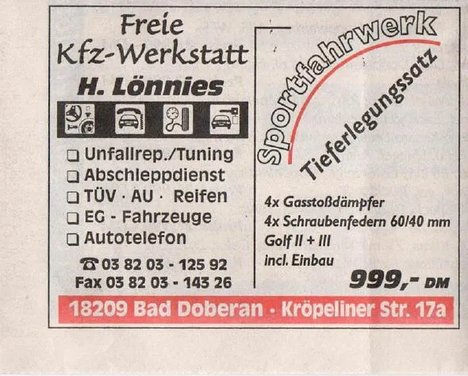 Freie
Kfz-Werkstatt
H. Lönnies
❑ Unfallrep./Tuning
❑ Abschleppdienst
❑ TÜV · AU · Reifen
❑ EG - Fahrzeuge
❑ Autotelefon
☎ 03 82 03 - 125 92
Fax 03 82 03 - 143 26
Sportfahrwerk
Tieferlegungssatz
4x Gasstoßdämpfer
4x Schraubenfedern 60/40 mm
Golf II + III
incl. Einbau
999,- DM
18209 Bad Doberan · Kröpeliner Str. 17a